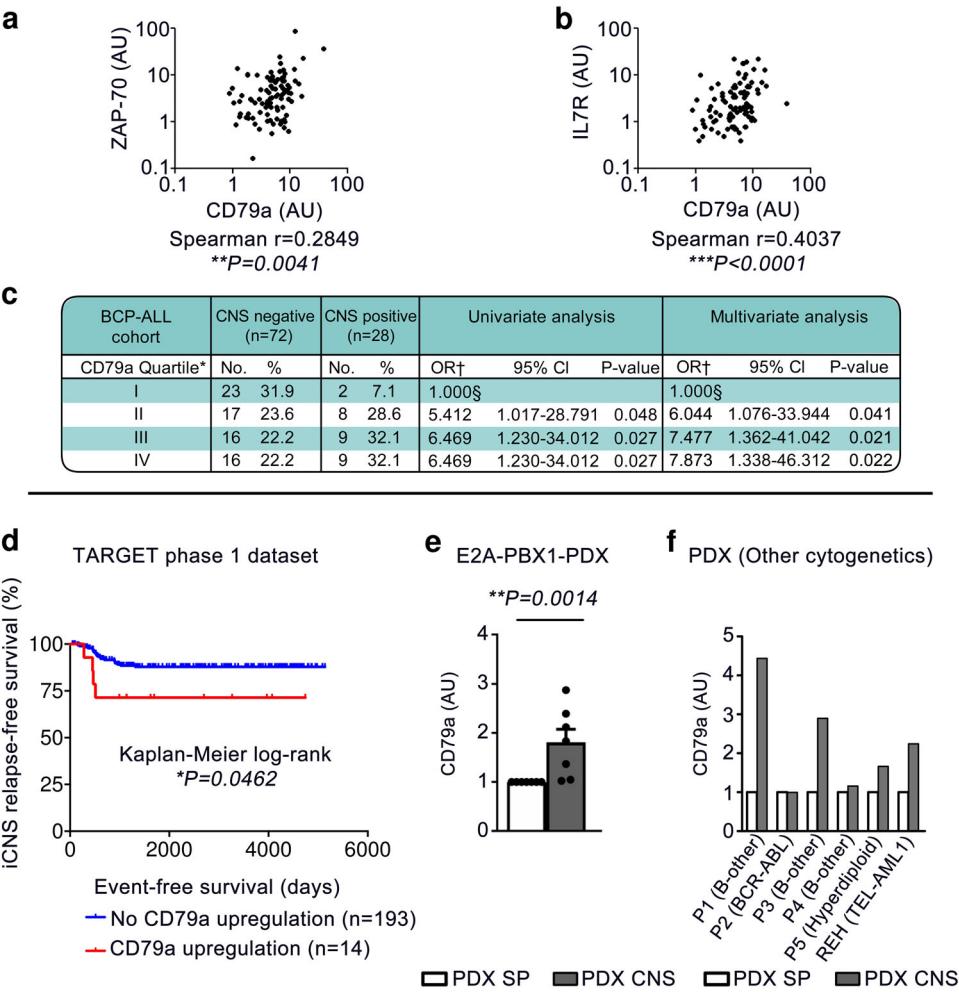 a
ZAP-70 (AU)
100
10
1
0.1
0.1 1 10 100
CD79a (AU)
Spearman r=0.2849
**P=0.0041
b
IL7R (AU)
100
10
1
0.1
0.1 1 10 100
CD79a (AU)
Spearman r=0.4037
***P<0.0001
c
BCP-ALL cohort CNS negative (n=72) CNS positive (n=28) Univariate analysis Multivariate analysis
CD79a Quartile* No. % No. % OR† 95% CI P-value OR† 95% CI P-value
I 23 31.9 2 7.1 1.000§ 1.000§
II 17 23.6 8 28.6 5.412 1.017-28.791 0.048 6.044 1.076-33.944 0.041
III 16 22.2 9 32.1 6.469 1.230-34.012 0.027 7.477 1.362-41.042 0.021
IV 16 22.2 9 32.1 6.469 1.230-34.012 0.027 7.873 1.338-46.312 0.022
d
TARGET phase 1 dataset
iCNS relapse-free survival (%)
100
75
50
25
0
Kaplan-Meier log-rank
*P=0.0462
0 2000 4000 6000
Event-free survival (days)
No CD79a upregulation (n=193)
CD79a upregulation (n=14)
e
E2A-PBX1-PDX
**P=0.0014
CD79a (AU)
4
3
2
1
0
PDX SP PDX CNS
f
PDX (Other cytogenetics)
CD79a (AU)
5
4
3
2
1
0
P1 (B-other)
P2 (BCR-ABL)
P3 (B-other)
P4 (B-other)
P5 (Hyperdiploid)
REH (TEL-AML1)
PDX SP PDX CNS